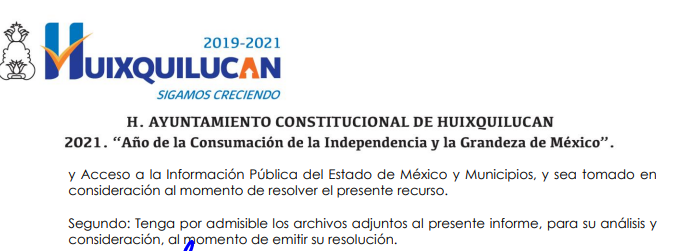 2019-2021
HUIXQUILUCAN
SIGAMOS CRECIENDO
H. AYUNTAMIENTO CONSTITUCIONAL DE HUIXQUILUCAN
2021. “Año de la Consumación de la Independencia y la Grandeza de México”.
y Acceso a la Información Pública del Estado de México y Municipios, y sea tomado en
consideración al momento de resolver el presente recurso.
Segundo: Tenga por admisible los archivos adjuntos al presente informe, para su análisis y
consideración, al momento de emitir su resolución.